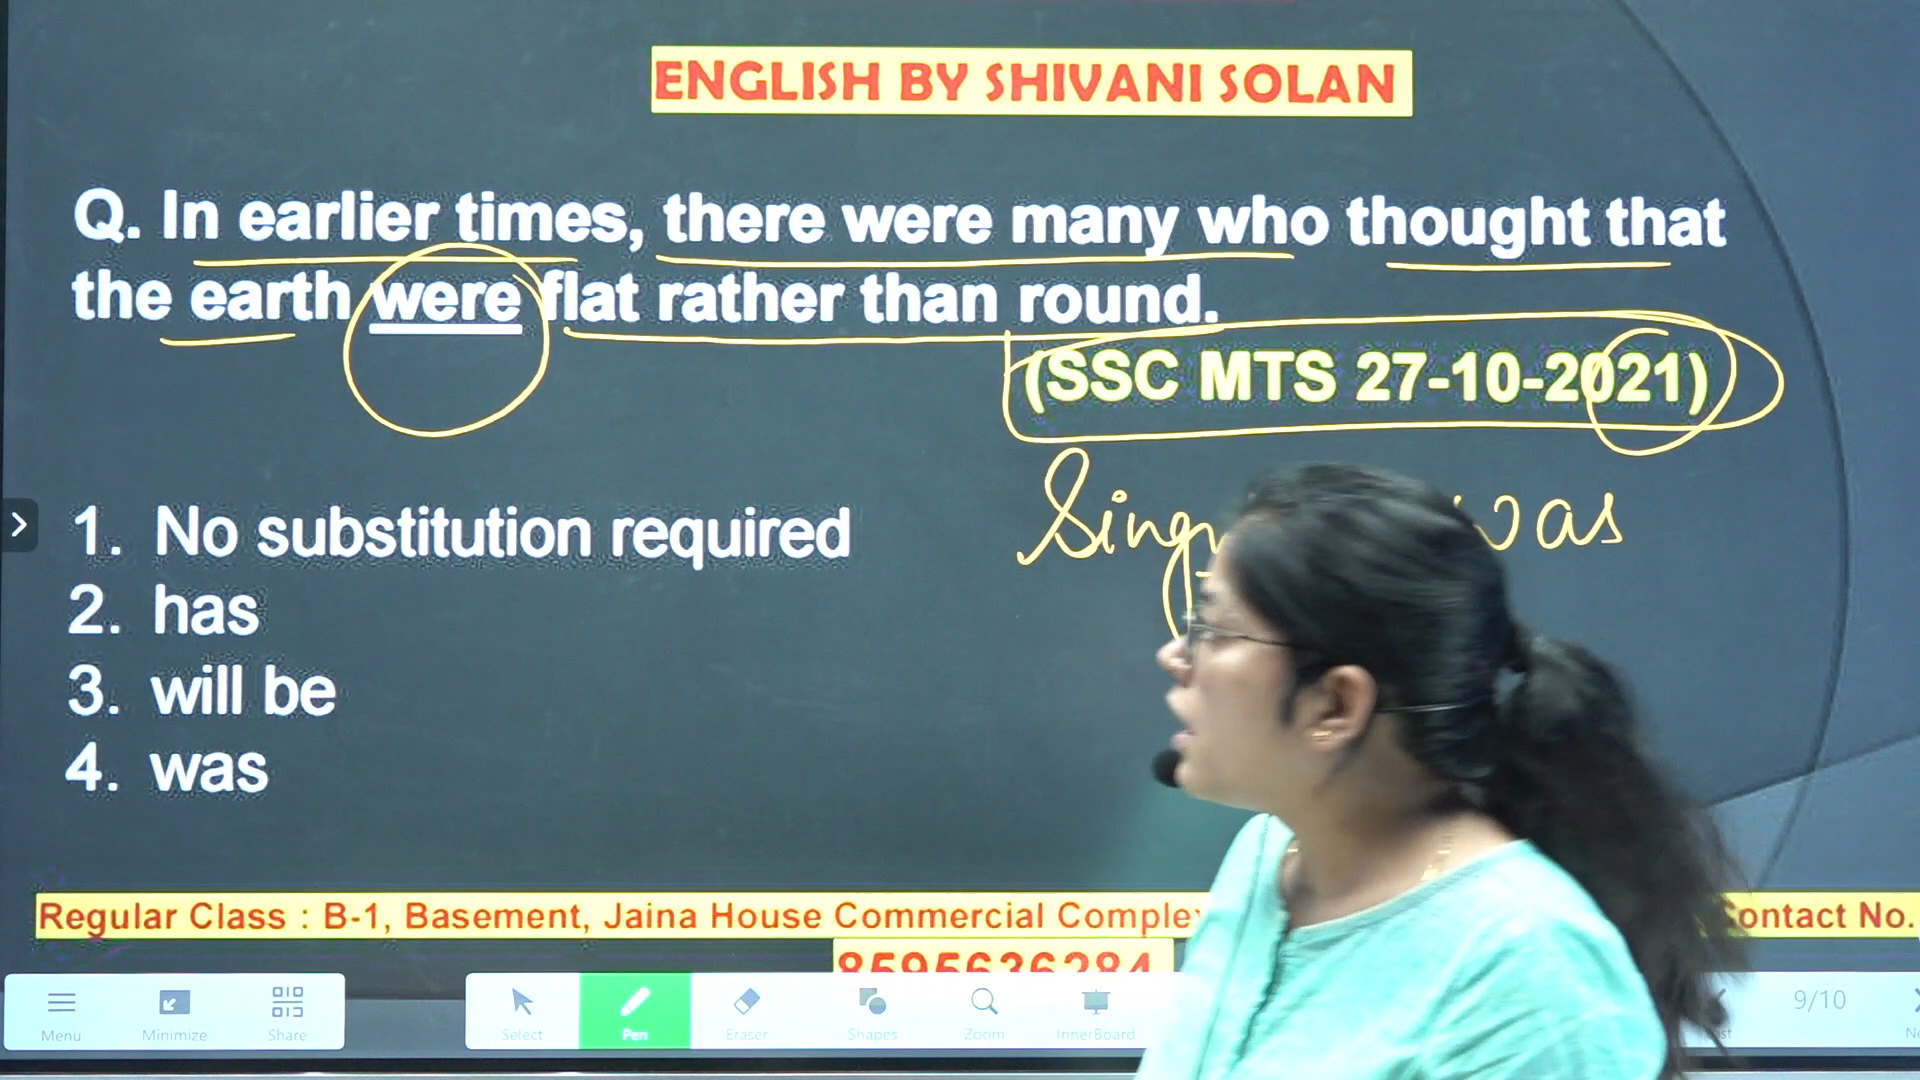 ENGLISH BY SHIVANI SOLAN
Q. In earlier times, there were many who thought that
the earth were flat rather than round.
(SSC MTS 27-10-2021)
was
1. No substitution required
2. has
3. will be
4. was
Regular Class : B-1, Basement, Jaina House Commercial Contact No.
8595636284
Menu Minimize Share Select Pen Eraser Shapes Zoom InnerBoard 9/10